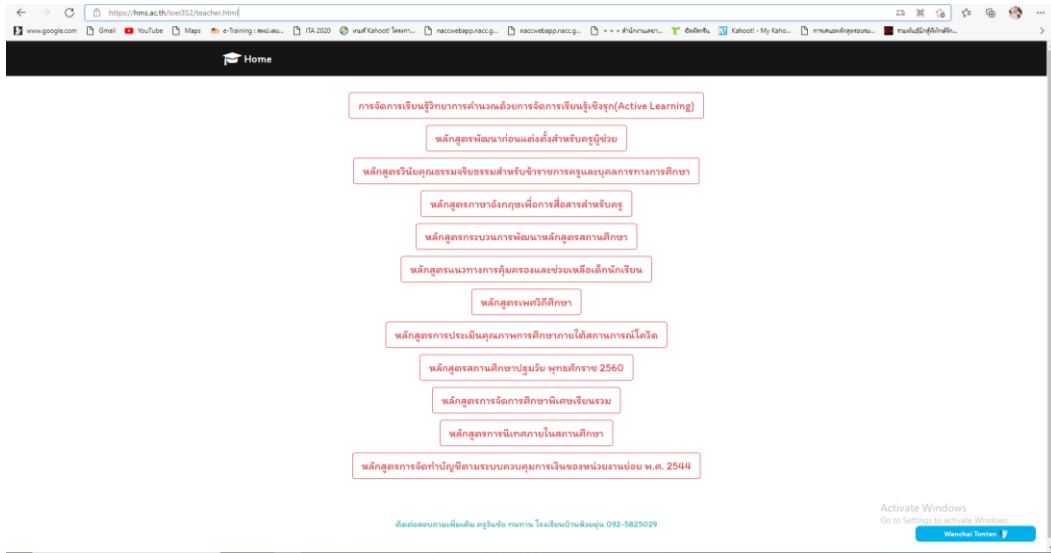 https://hms.ac.th/loei352/teacher.html
www.google.com Gmail YouTube Maps ITA 2020 naccwebapp.nacc.g... naccwebapp.nacc.g... Kahoot! - My Kaho...
Home
การจัดการเรียนรู้วิทยาการคำนวณด้วยการจัดการเรียนรู้เชิงรุก(Active Learning)
หลักสูตรพัฒนาก่อนแต่งตั้งสำหรับครูผู้ช่วย
หลักสูตรวินัยคุณธรรมจริยธรรมสำหรับข้าราชการครูและบุคลการทางการศึกษา
หลักสูตรภาษาอังกฤษเพื่อการสื่อสารสำหรับครู
หลักสูตรกระบวนการพัฒนาหลักสูตรสถานศึกษา
หลักสูตรแนวทางการคุ้มครองและช่วยเหลือเด็กนักเรียน
หลักสูตรเพศวิถีศึกษา
หลักสูตรการประเมินคุณภาพการศึกษาภายใต้สถานการณ์โควิด
หลักสูตรสถานศึกษาปฐมวัย พุทธศักราช 2560
หลักสูตรการจัดการศึกษาพิเศษเรียนรวม
หลักสูตรการนิเทศภายในสถานศึกษา
หลักสูตรการจัดทำบัญชีตามระบบควบคุมการเงินของหน่วยงานย่อย พ.ศ. 2544
ติดต่อสอบถามเพิ่มเติม ครูวันชัย ทนทาน โรงเรียนบ้านห้วยผุ่น 092-5825029
Activate Windows
Go to Settings to activate Windows.
Wanchai Tontan